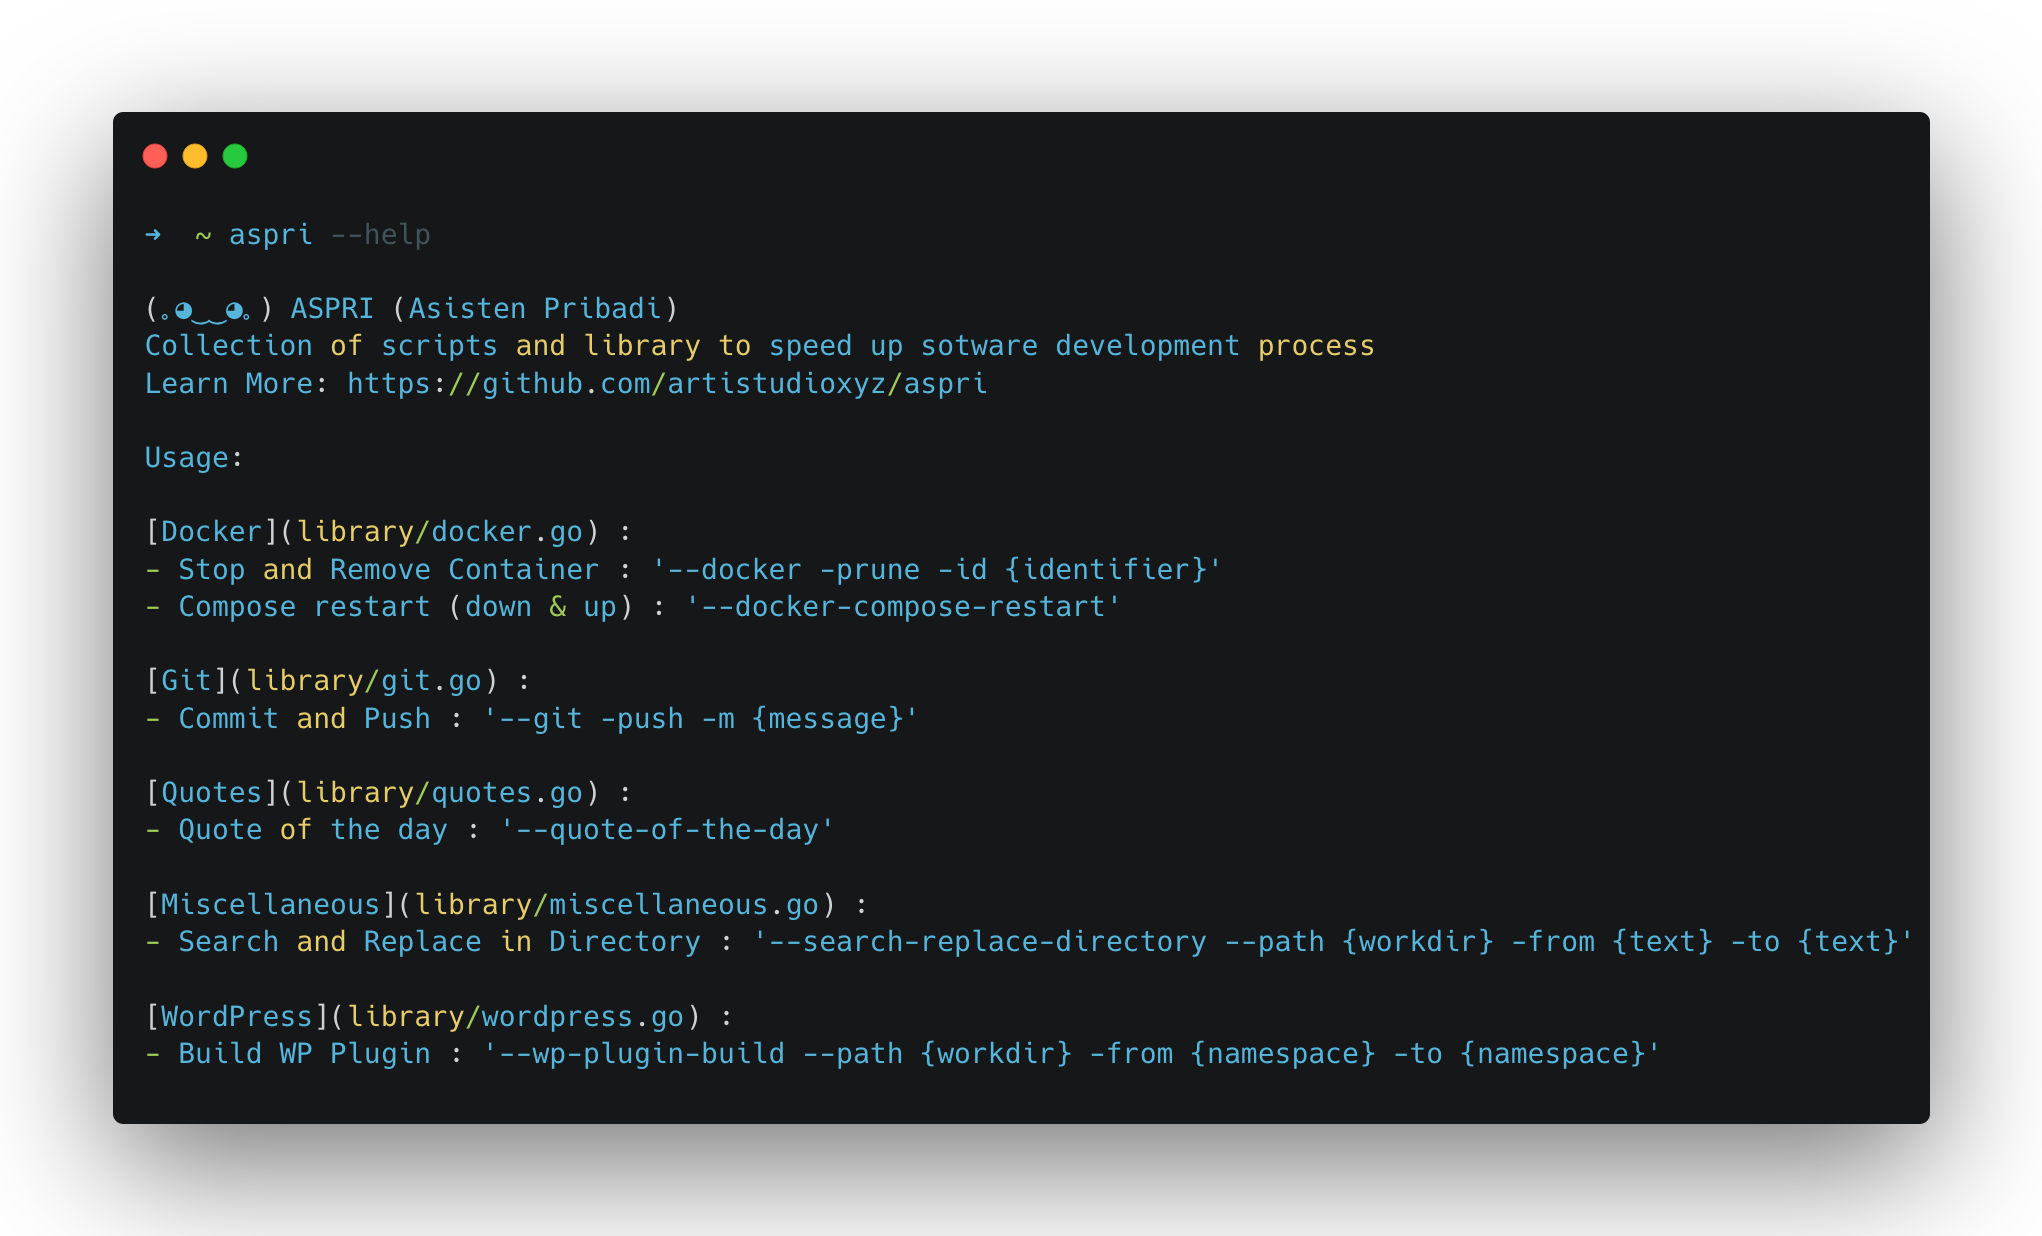 ➜  ~ aspri --help
(｡◕‿‿◕｡) ASPRI (Asisten Pribadi)
Collection of scripts and library to speed up sotware development process
Learn More: https://github.com/artistudioxyz/aspri
Usage:
[Docker](library/docker.go) :
- Stop and Remove Container : '--docker -prune -id {identifier}'
- Compose restart (down & up) : '--docker-compose-restart'
[Git](library/git.go) :
- Commit and Push : '--git -push -m {message}'
[Quotes](library/quotes.go) :
- Quote of the day : '--quote-of-the-day'
[Miscellaneous](library/miscellaneous.go) :
- Search and Replace in Directory : '--search-replace-directory --path {workdir} -from {text} -to {text}'
[WordPress](library/wordpress.go) :
- Build WP Plugin : '--wp-plugin-build --path {workdir} -from {namespace} -to {namespace}'